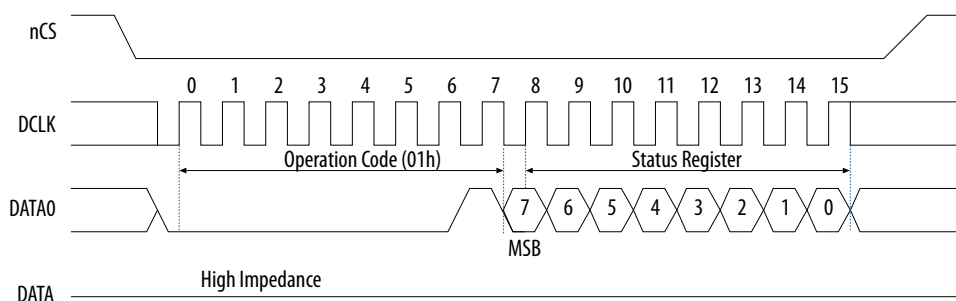 nCS
0 1 2 3 4 5 6 7 8 9 10 11 12 13 14 15
DCLK
Operation Code (01h) Status Register
DATA0 7 6 5 4 3 2 1 0
MSB
High Impedance
DATA